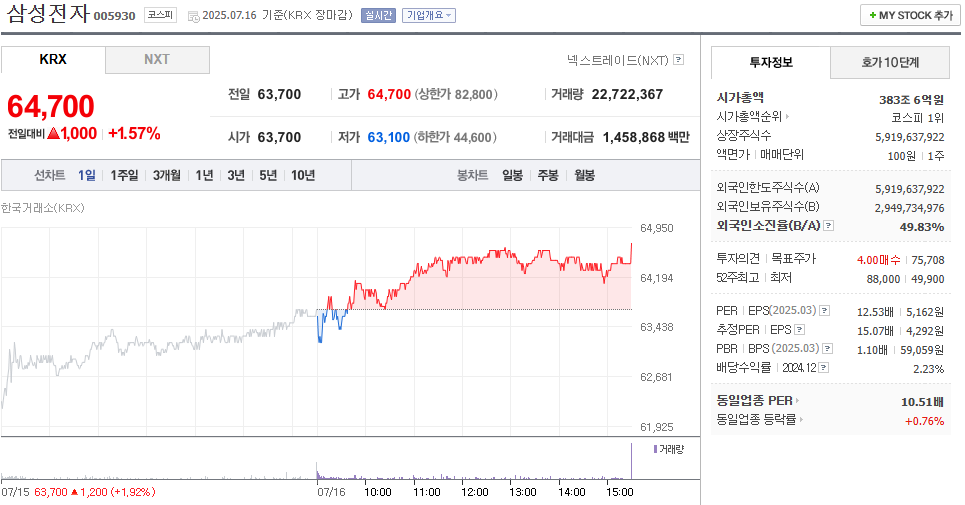 삼성전자 005930 코스피 2025.07.16 기준(KRX 장마감) 실시간 기업개요
+ MY STOCK 추가
KRX NXT
넥스트레이드(NXT) ?
64,700
전일대비 ▲1,000 +1.57%
전일 63,700 고가 64,700 (상한가 82,800) 거래량 22,722,367
시가 63,700 저가 63,100 (하한가 44,600) 거래대금 1,458,868 백만
선차트 1일 1주일 3개월 1년 3년 5년 10년 봉차트 일봉 주봉 월봉
한국거래소(KRX)
64,950
64,194
63,438
62,681
61,925
거래량
07/15 63,700 ▲ 1,200 (+1.92%) 07/16 10:00 11:00 12:00 13:00 14:00 15:00
투자정보 호가 10단계
시가총액 383조 6억원
시가총액순위 코스피 1위
상장주식수 5,919,637,922
액면가 매매단위 100원 1주
외국인한도주식수(A) 5,919,637,922
외국인보유주식수(B) 2,949,734,976
외국인소진율(B/A) ? 49.83%
투자의견 목표주가 4.00매수 75,708
52주최고 최저 88,000 49,900
PER EPS(2025.03) ? 12.53배 5,162원
추정PER EPS ? 15.07배 4,292원
PBR BPS (2025.03) ? 1.10배 59,059원
배당수익률 2024.12 ? 2.23%
동일업종 PER 10.51배
동일업종 등락률 +0.76%